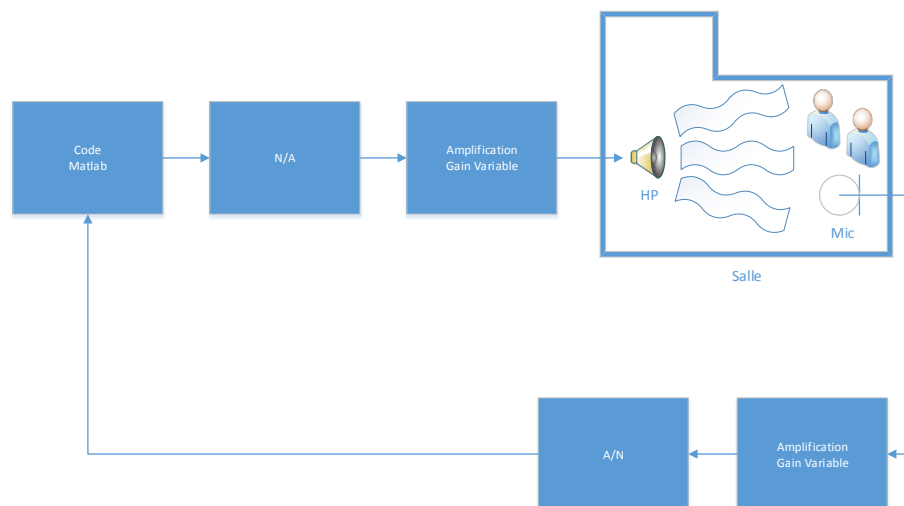 Code
Matlab
N/A
Amplification
Gain Variable
HP
Mic
Salle
A/N
Amplification
Gain Variable